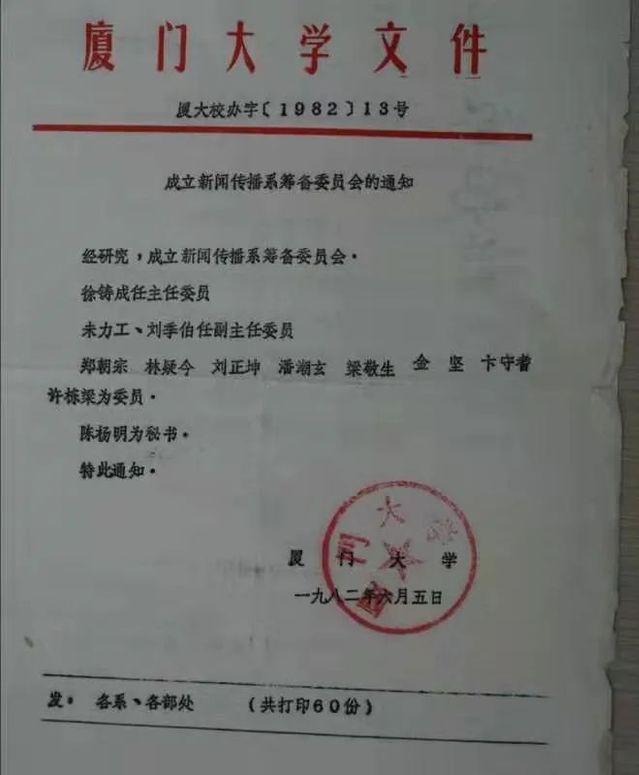 厦门大学文件
厦大校办字〔1982〕13号
成立新闻传播系筹备委员会的通知
经研究，成立新闻传播系筹备委员会。
徐铸成任主任委员
未力工、刘季伯任副主任委员
郑朝宗 林疑今 刘正坤 潘潮玄 梁敬生 金 坚 卞守耇
许栋梁为委员。
陈杨明为秘书。
特此通知。
厦门大学
厦 门 大 学
一九八二年六月五日
发：各系、各部处 （共打印60份）